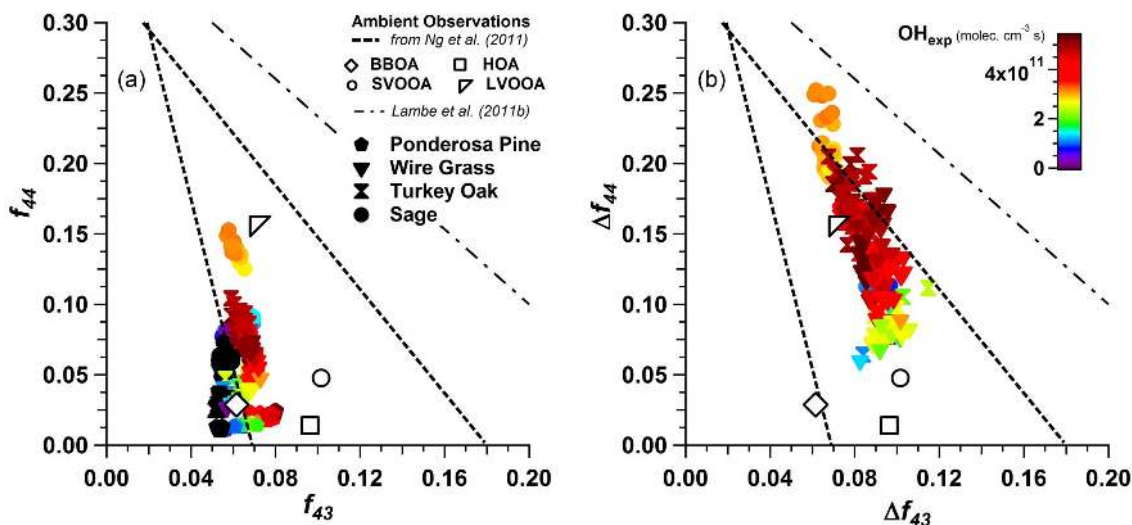 0.30
0.25
0.20
0.15
0.10
0.05
0.00
f44
(a)
Ambient Observations
from Ng et al. (2011)
BBOA HOA
SVOOA LVOOA
Lambe et al. (2011b)
Ponderosa Pine
Wire Grass
Turkey Oak
Sage
0.00 0.04 0.08 0.12 0.16 0.20
f43
0.30
0.25
0.20
0.15
0.10
0.05
0.00
Δf44
(b)
OHexp (molec. cm-3 s)
4x10^11
2
0
0.00 0.04 0.08 0.12 0.16 0.20
Δf43